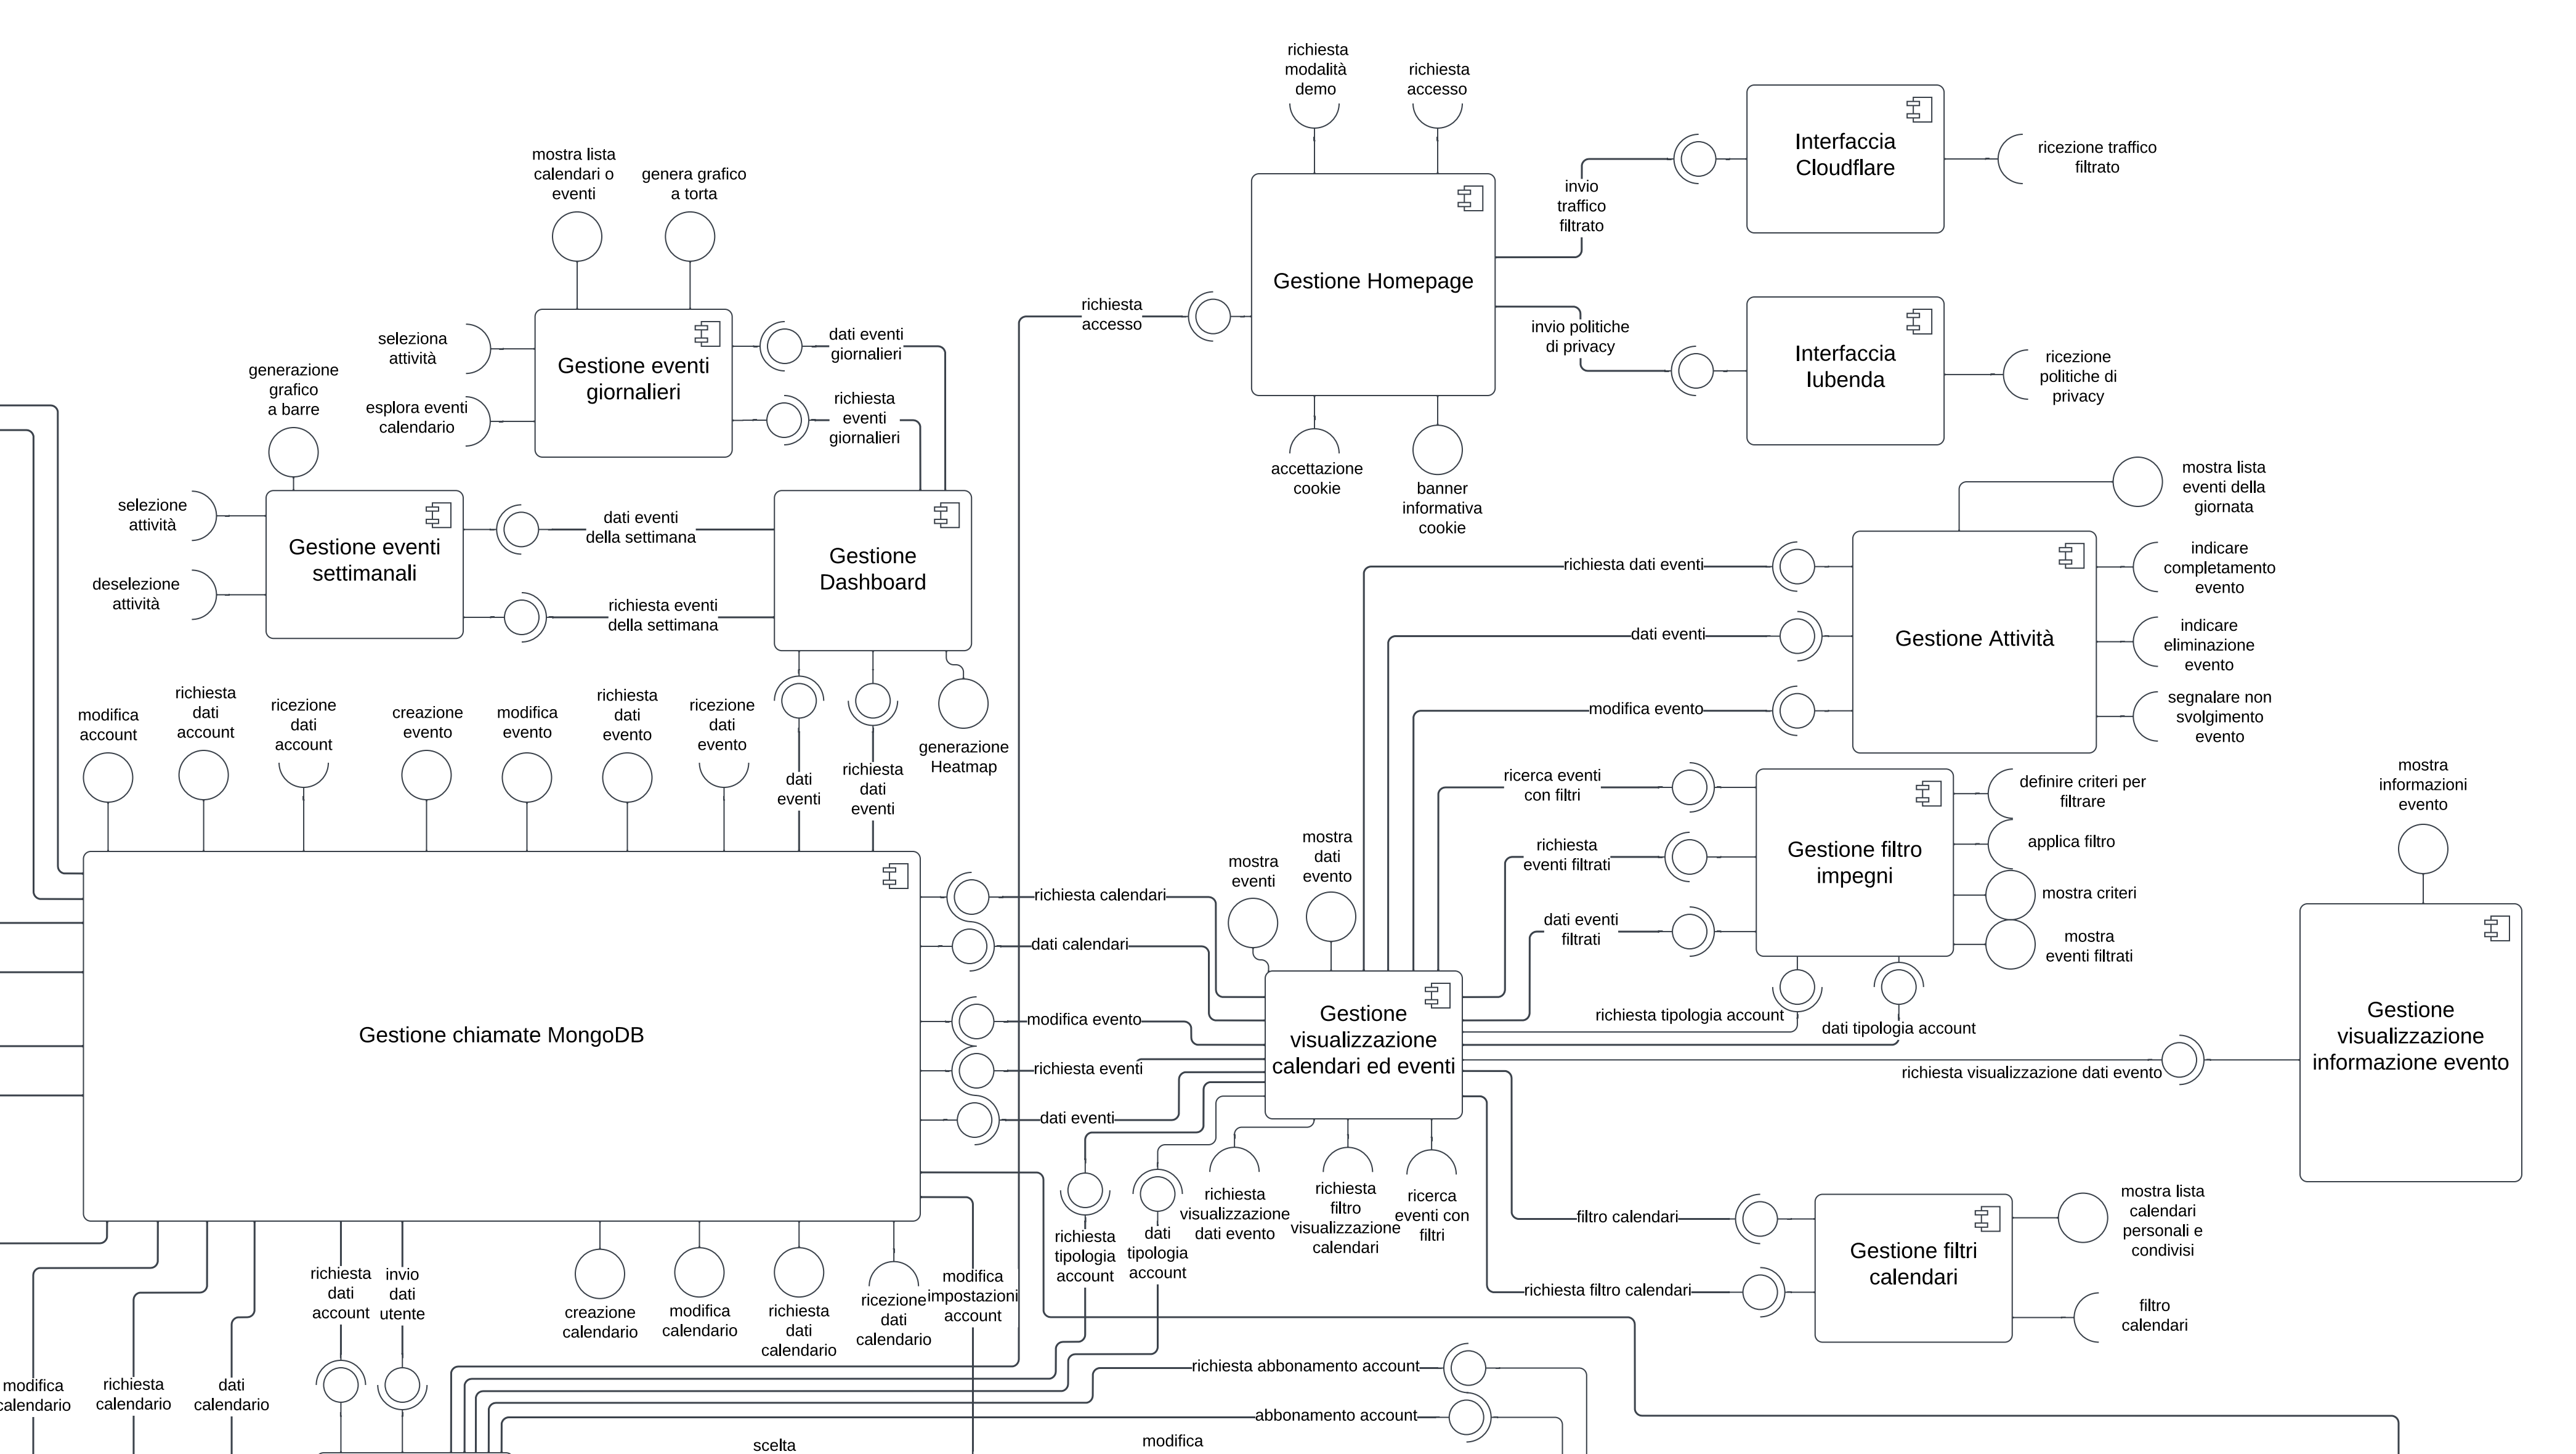 richiesta
modalità
demo
richiesta
accesso
Interfaccia
Cloudflare
ricezione traffico
filtrato
invio
traffico
filtrato
Gestione Homepage
richiesta
accesso
invio politiche
di privacy
Interfaccia
Iubenda
ricezione
politiche di
privacy
accettazione
cookie
banner
informativa
cookie
mostra lista
calendari o
eventi
genera grafico
a torta
seleziona
attività
esplora eventi
calendario
Gestione eventi
giornalieri
dati eventi
giornalieri
richiesta
eventi
giornalieri
generazione
grafico
a barre
selezione
attività
deselezione
attività
Gestione eventi
settimanali
dati eventi
della settimana
richiesta eventi
della settimana
Gestione
Dashboard
generazione
Heatmap
dati
eventi
richiesta
dati
eventi
mostra lista
eventi della
giornata
richiesta dati eventi
dati eventi
modifica evento
Gestione Attività
indicare
completamento
evento
indicare
eliminazione
evento
segnalare non
svolgimento
evento
modifica
account
richiesta
dati
account
ricezione
dati
account
creazione
evento
modifica
evento
richiesta
dati
evento
ricezione
dati
evento
Gestione chiamate MongoDB
richiesta calendari
dati calendari
modifica evento
richiesta eventi
dati eventi
mostra
eventi
mostra
dati
evento
Gestione
visualizzazione
calendari ed eventi
ricerca eventi
con filtri
richiesta
eventi filtrati
dati eventi
filtrati
Gestione filtro
impegni
definire criteri per
filtrare
applica filtro
mostra criteri
mostra
eventi filtrati
richiesta tipologia account
dati tipologia account
mostra
informazioni
evento
Gestione
visualizzazione
informazione evento
richiesta visualizzazione dati evento
richiesta
tipologia
account
dati
tipologia
account
richiesta
visualizzazione
dati evento
richiesta
filtro
visualizzazione
calendari
ricerca
eventi con
filtri
filtro calendari
richiesta filtro calendari
Gestione filtri
calendari
mostra lista
calendari
personali e
condivisi
filtro
calendari
richiesta
dati
account
invio
dati
utente
creazione
calendario
modifica
calendario
richiesta
dati
calendario
ricezione
dati
calendario
modifica
impostazioni
account
modifica
calendario
richiesta
calendario
dati
calendario
richiesta abbonamento account
abbonamento account
scelta
modifica